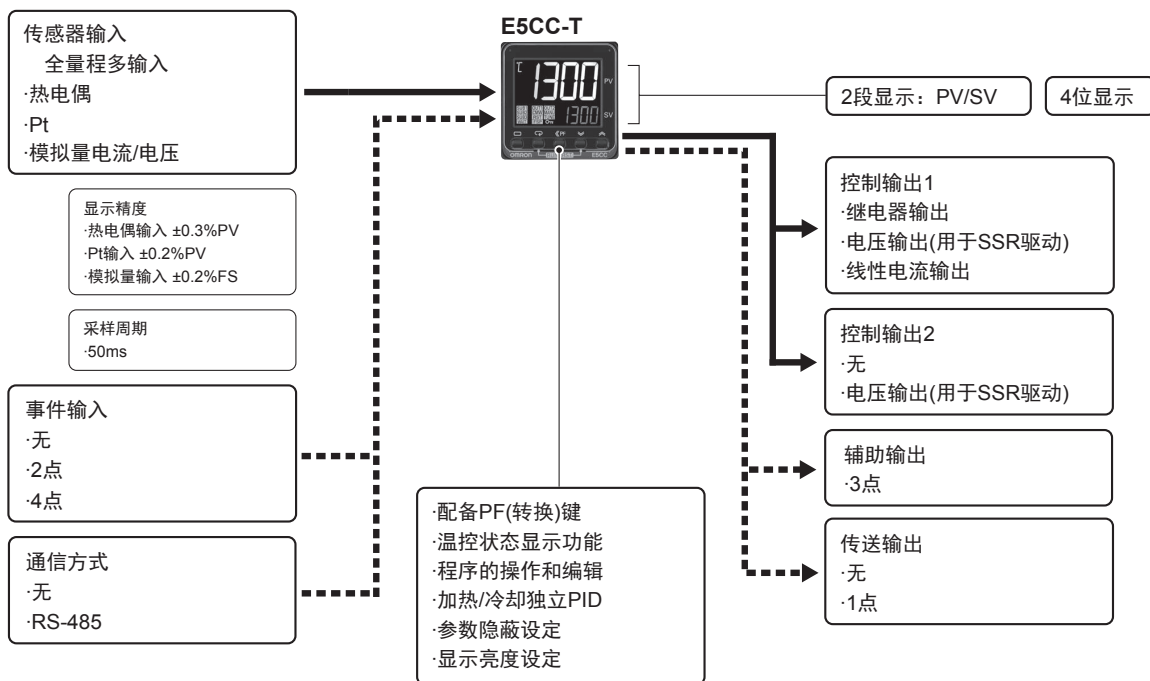 传感器输入
全量程多输入
·热电偶
·Pt
·模拟量电流/电压
显示精度
·热电偶输入 ±0.3%PV
·Pt输入 ±0.2%PV
·模拟量输入 ±0.2%FS
采样周期
·50ms
事件输入
·无
·2点
·4点
通信方式
·无
·RS-485
E5CC-T
1300
PV
1300
SV
PF
OMRON
E5CC
·配备PF(转换)键
·温控状态显示功能
·程序的操作和编辑
·加热/冷却独立PID
·参数隐蔽设定
·显示亮度设定
2段显示：PV/SV
4位显示
控制输出1
·继电器输出
·电压输出(用于SSR驱动)
·线性电流输出
控制输出2
·无
·电压输出(用于SSR驱动)
辅助输出
·3点
传送输出
·无
·1点